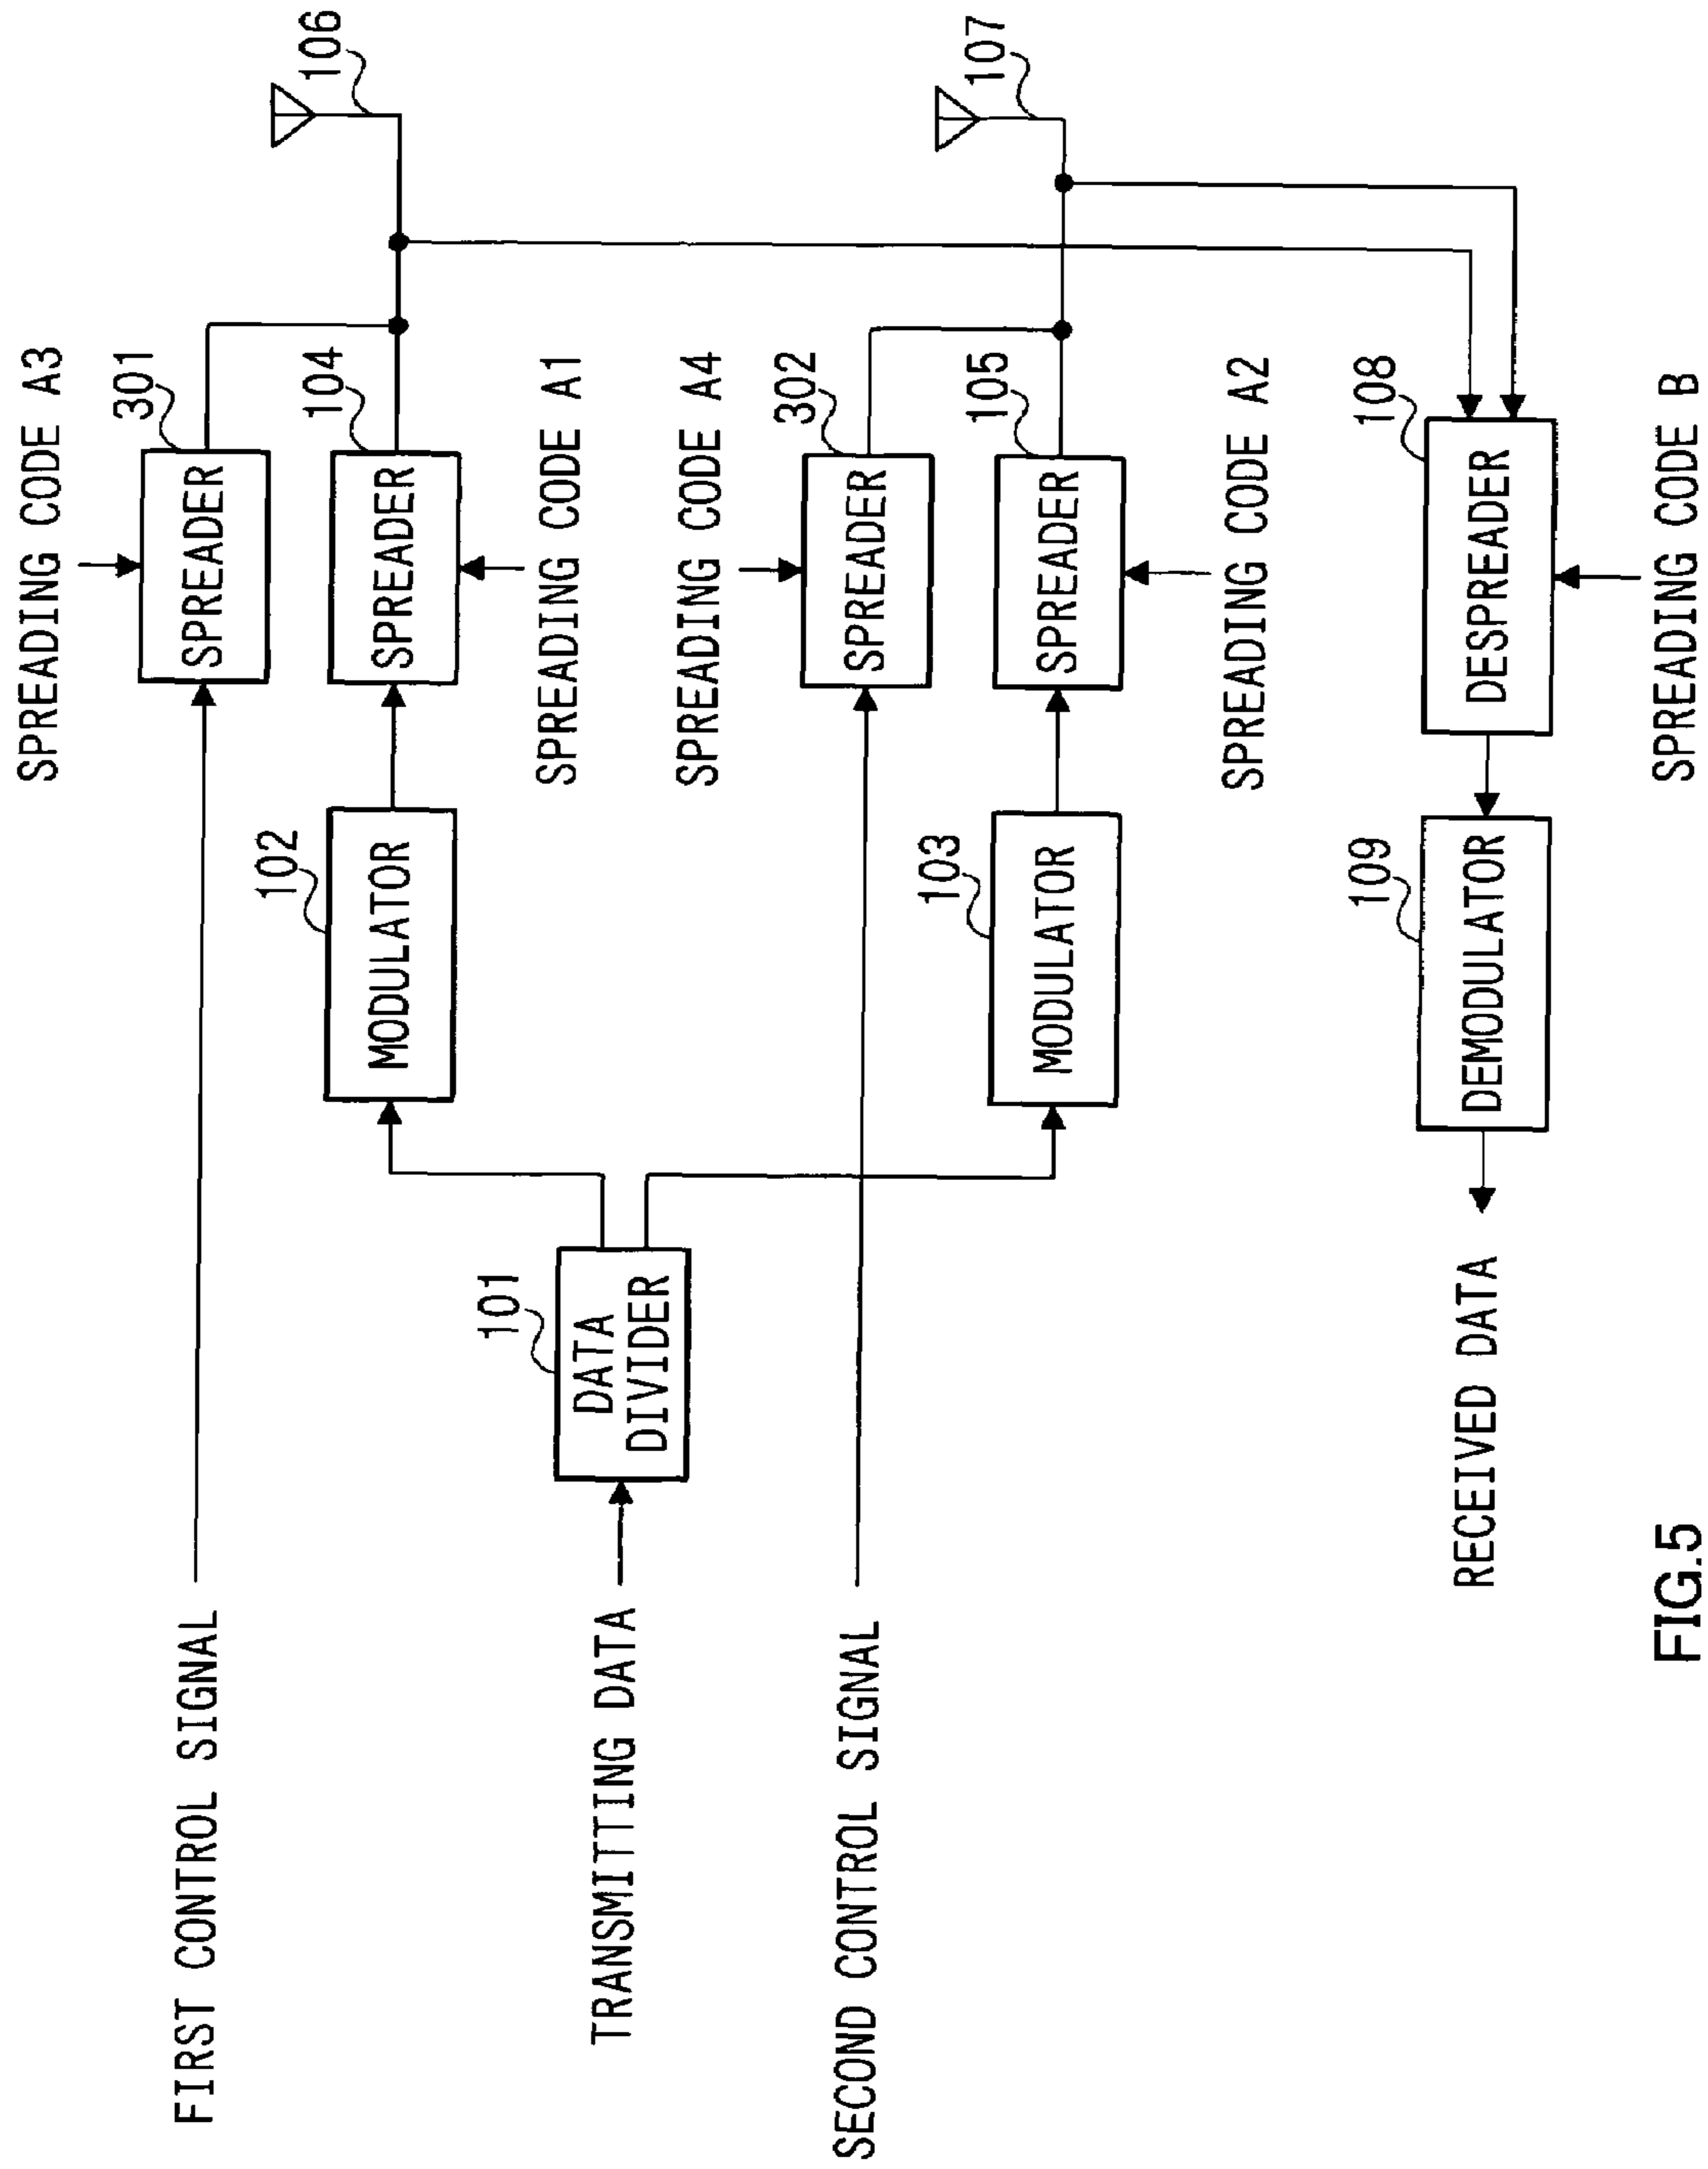 SPREADING CODE A3
FIRST CONTROL SIGNAL
301
SPREADER
106
102
MODULATOR
104
SPREADER
SPREADING CODE A1
TRANSMITTING DATA
101
DATA
DIVIDER
SPREADING CODE A4
SECOND CONTROL SIGNAL
302
SPREADER
107
103
MODULATOR
105
SPREADER
SPREADING CODE A2
RECEIVED DATA
109
DEMODULATOR
108
DESPREADER
SPREADING CODE B
FIG.5